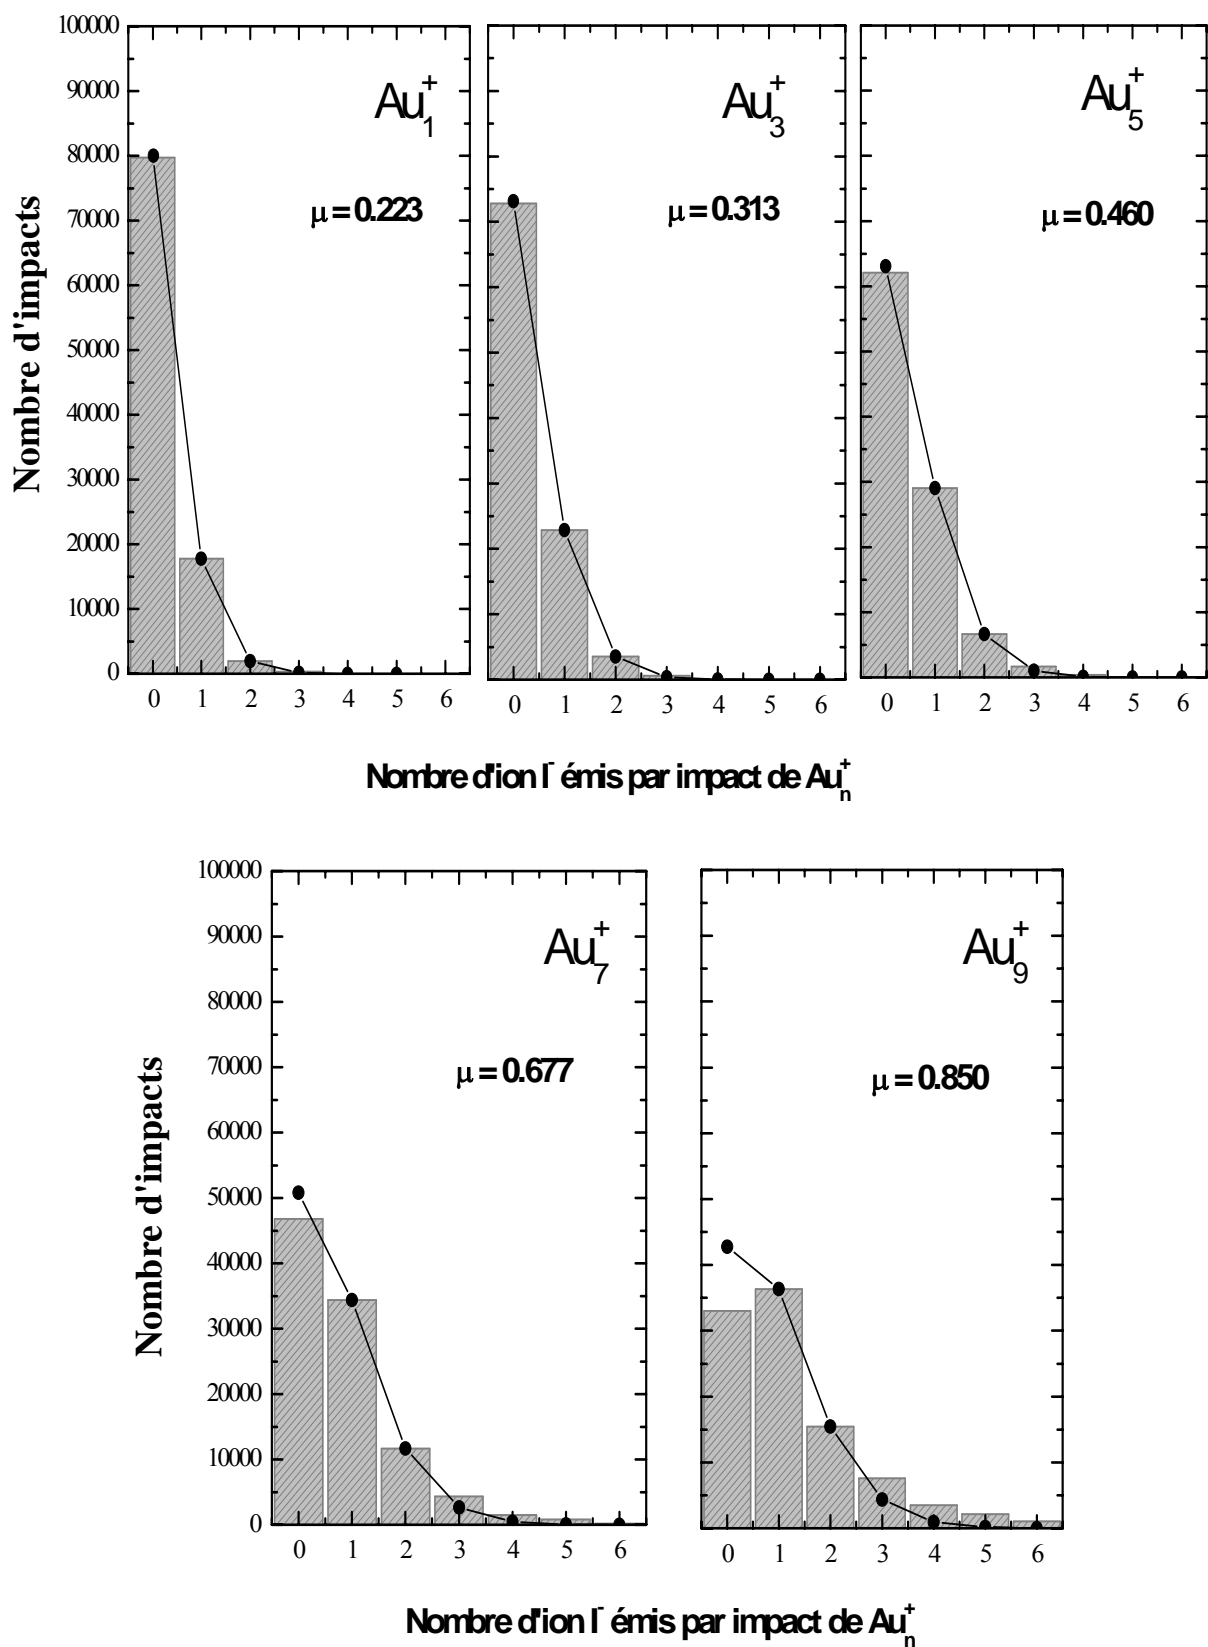 100000
90000
80000
70000
60000
50000
40000
30000
20000
10000
0
Nombre d'impacts
Au₁⁺
μ = 0.223
0 1 2 3 4 5 6
Au₃⁺
μ = 0.313
0 1 2 3 4 5 6
Au₅⁺
μ = 0.460
0 1 2 3 4 5 6
Nombre d'ion I⁻ émis par impact de Auₙ⁺
100000
90000
80000
70000
60000
50000
40000
30000
20000
10000
0
Nombre d'impacts
Au₇⁺
μ = 0.677
0 1 2 3 4 5 6
Au₉⁺
μ = 0.850
0 1 2 3 4 5 6
Nombre d'ion I⁻ émis par impact de Auₙ⁺